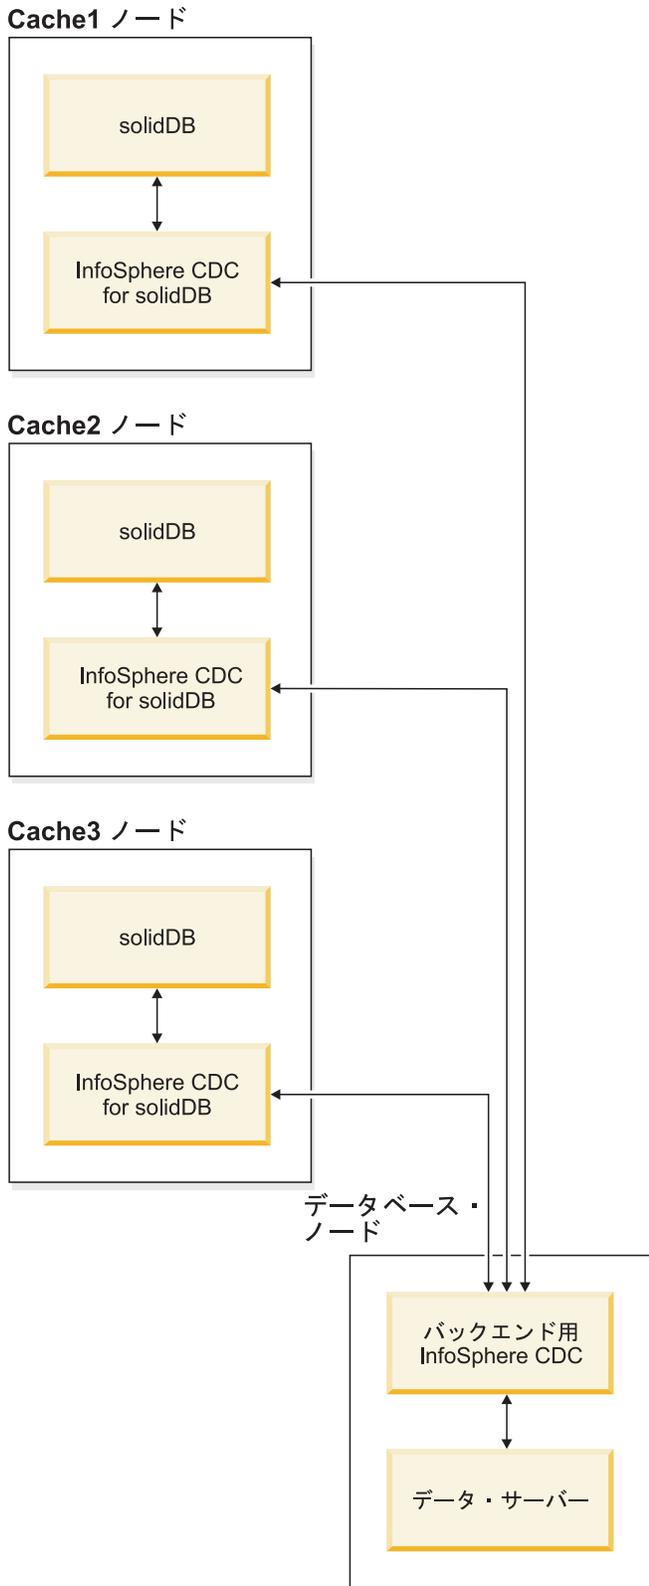 Cache1 ノード
solidDB
InfoSphere CDC
for solidDB
Cache2 ノード
solidDB
InfoSphere CDC
for solidDB
Cache3 ノード
solidDB
InfoSphere CDC
for solidDB
データベース・
ノード
バックエンド用
InfoSphere CDC
データ・サーバー